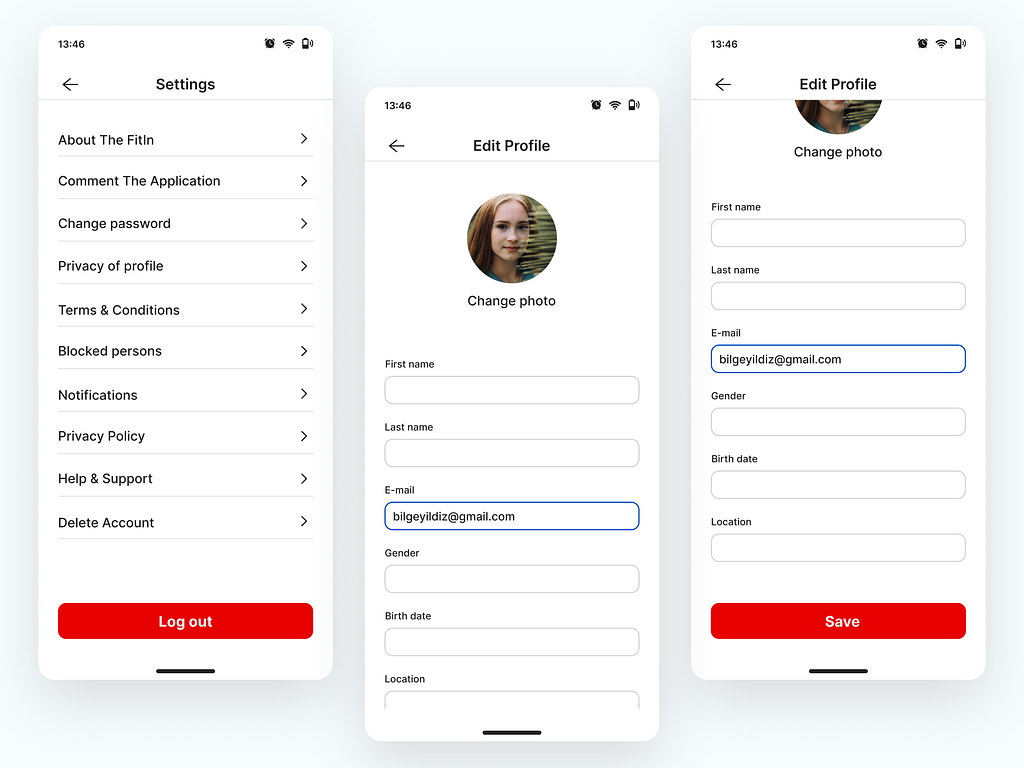 13:46
Settings
About The FitIn
Comment The Application
Change password
Privacy of profile
Terms & Conditions
Blocked persons
Notifications
Privacy Policy
Help & Support
Delete Account
Log out
13:46
Edit Profile
Change photo
First name
Last name
E-mail
bilgeyildiz@gmail.com
Gender
Birth date
Location
13:46
Edit Profile
Change photo
First name
Last name
E-mail
bilgeyildiz@gmail.com
Gender
Birth date
Location
Save